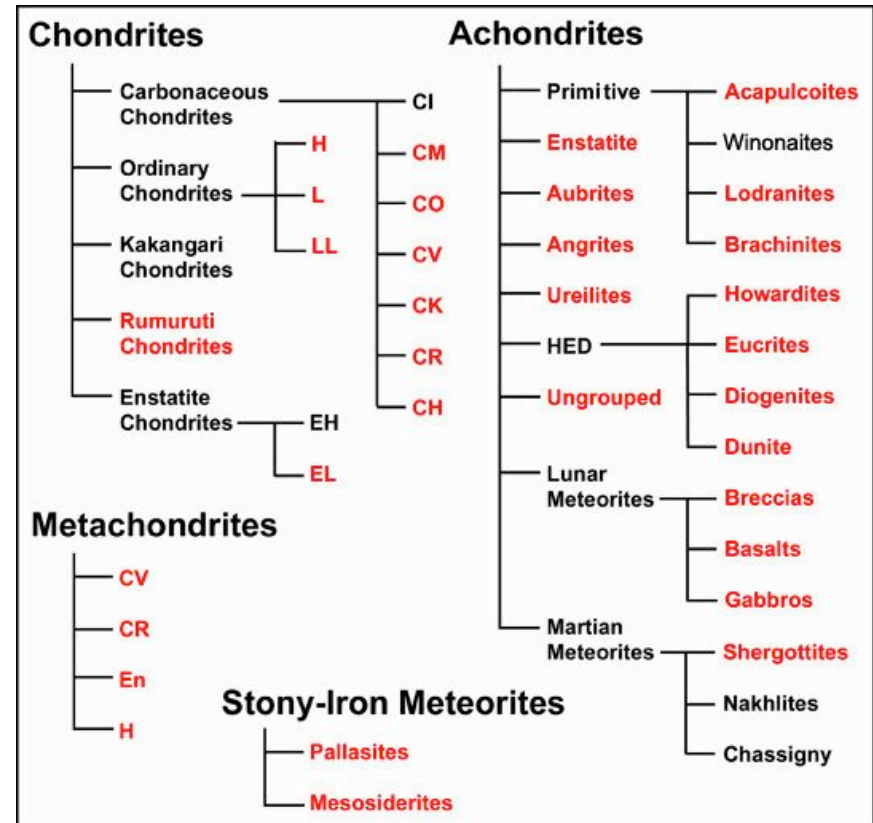 Chondrites
Carbonaceous
Chondrites
CI
CM
CO
CV
CK
CR
CH
Ordinary
Chondrites
H
L
LL
Kakangari
Chondrites
Rumuruti
Chondrites
Enstatite
Chondrites
EH
EL
Metachondrites
CV
CR
En
H
Stony-Iron Meteorites
Pallasites
Mesosiderites
Achondrites
Primitive
Acapulcoites
Winonaites
Lodranites
Brachinites
Enstatite
Aubrites
Angrites
Ureilites
HED
Howardites
Eucrites
Diogenites
Dunite
Ungrouped
Lunar
Meteorites
Breccias
Basalts
Gabbros
Martian
Meteorites
Shergottites
Nakhlites
Chassigny